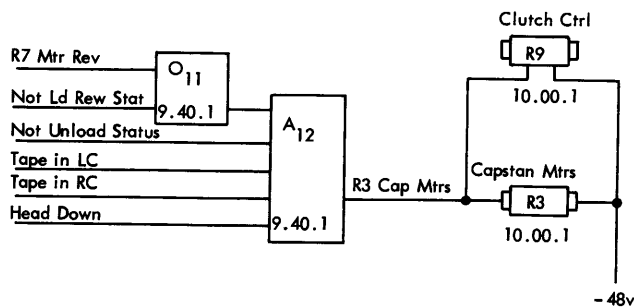 Clutch Ctrl
R9
10.00.1
R7 Mtr Rev
O11
Not Ld Rew Stat
9.40.1
A12
Not Unload Status
Tape in LC
Tape in RC
Head Down
9.40.1
R3 Cap Mtrs
Capstan Mtrs
R3
10.00.1
-48v